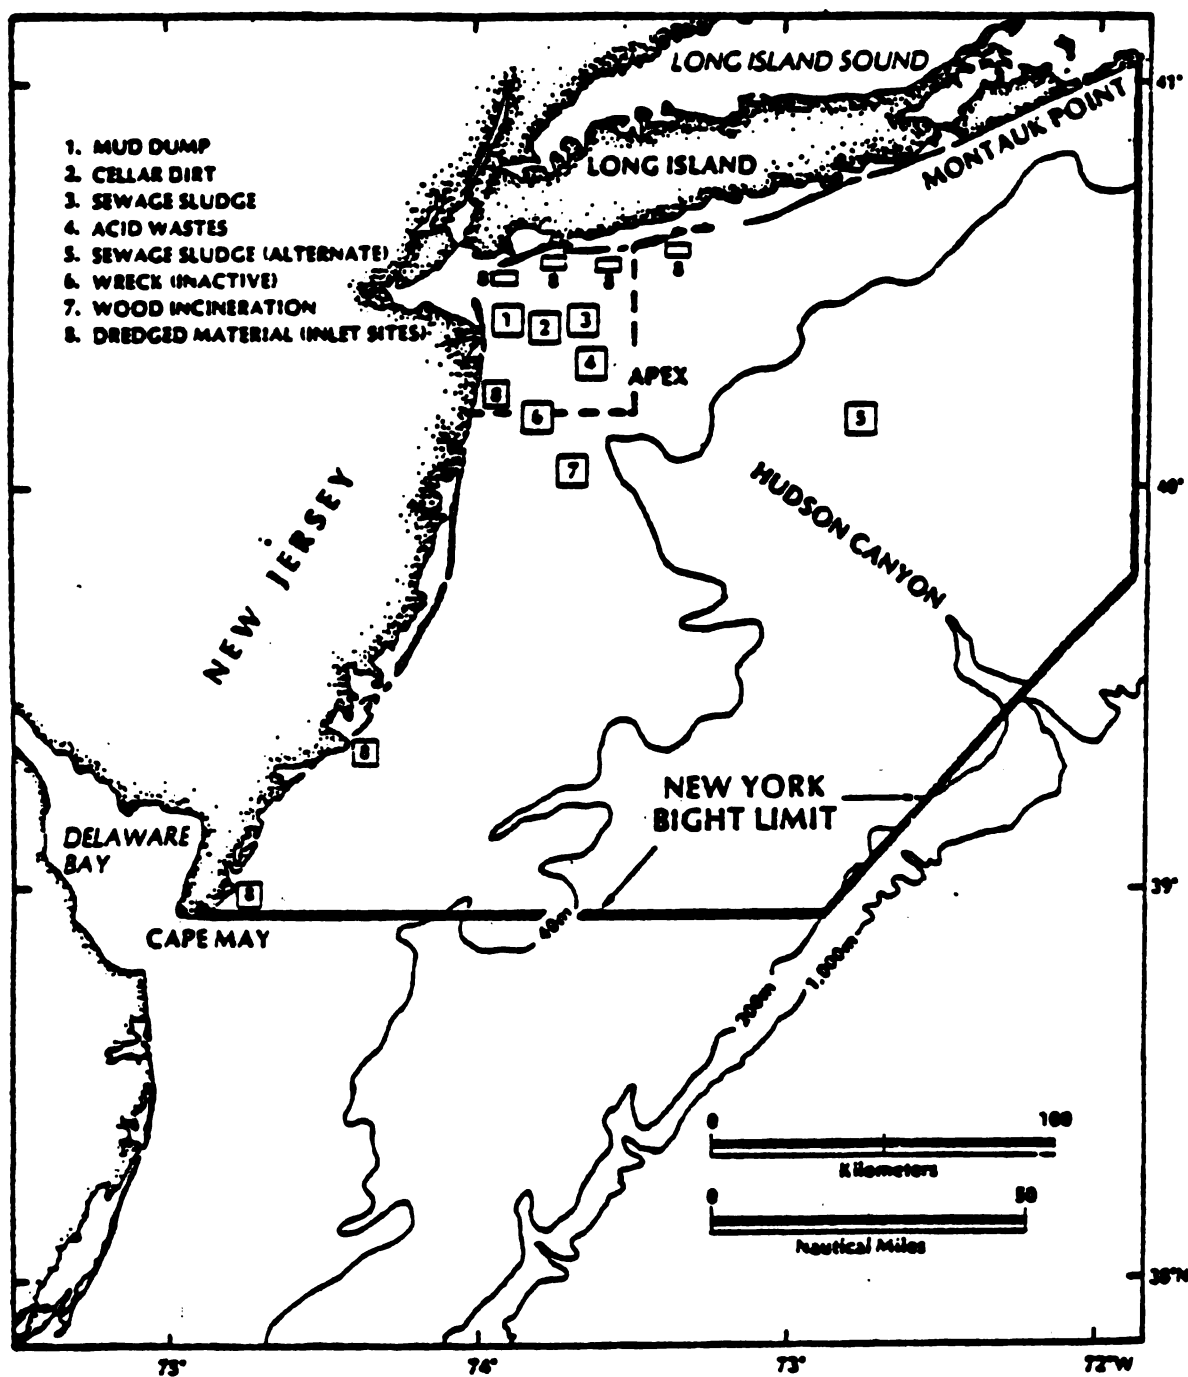 LONG ISLAND SOUND
41°
1. MUD DUMP
2. CELLAR DIRT
3. SEWAGE SLUDGE
4. ACID WASTES
5. SEWAGE SLUDGE (ALTERNATE)
6. WRECK (INACTIVE)
7. WOOD INCINERATION
8. DREDGED MATERIAL (INLET SITES)
LONG ISLAND
MONTAUK POINT
8
8
8
8
1
2
3
4
APEX
8
6
5
7
40°
HUDSON CANYON
NEW JERSEY
8
NEW YORK
BIGHT LIMIT
DELAWARE
BAY
39°
8
CAPE MAY
60m
200m
1,000m
0
100
Kilometers
0
50
Nautical Miles
38°N
75°
74°
73°
72°W